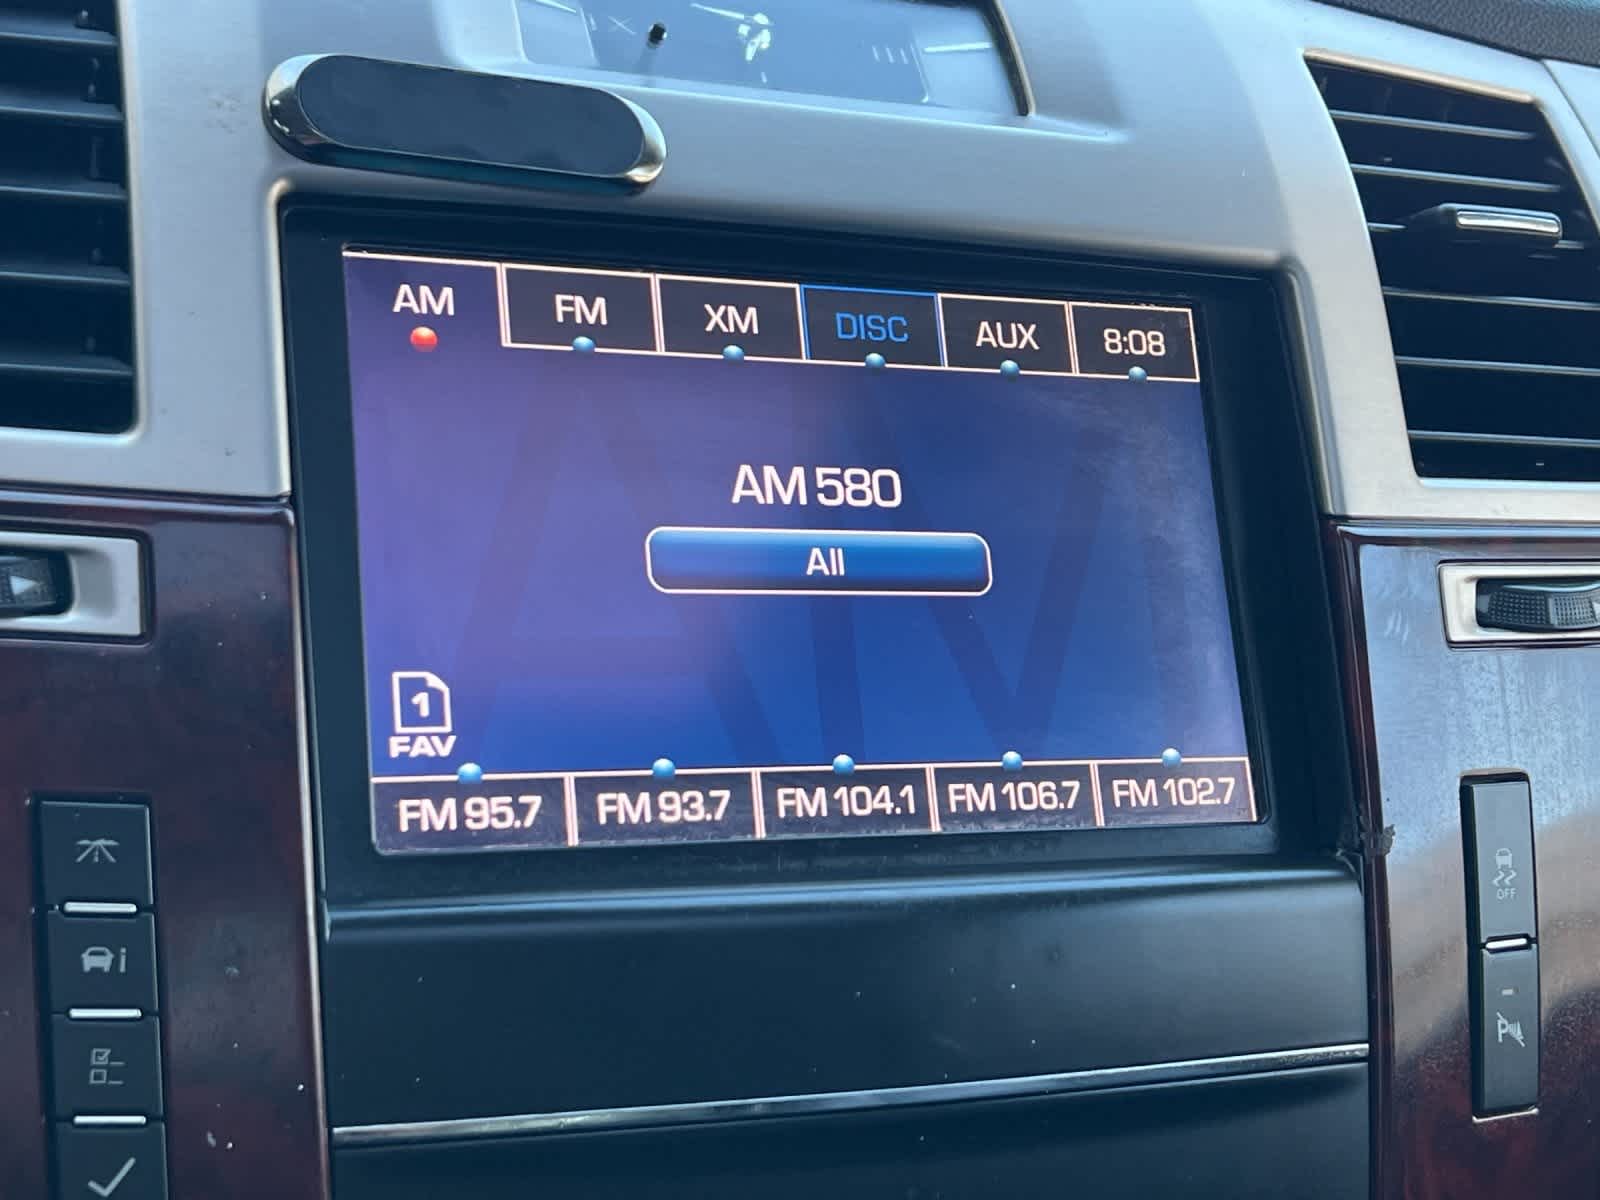 AM FM XM DISC AUX 8:08
AM 580
All
1
FAV
FM 95.7 FM 93.7 FM 104.1 FM 106.7 FM 102.7
i
OFF
P